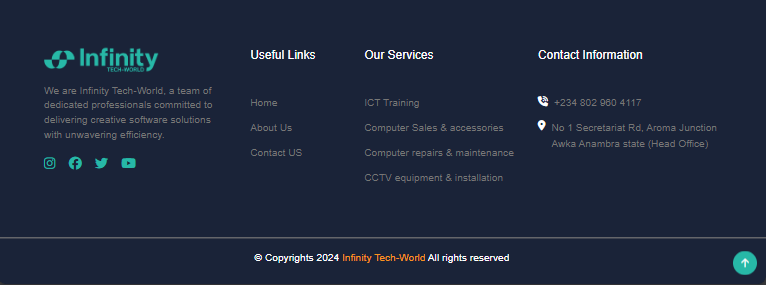 Infinity
TECH-WORLD
We are Infinity Tech-World, a team of
dedicated professionals committed to
delivering creative software solutions
with unwavering efficiency.
Useful Links
Home
About Us
Contact US
Our Services
ICT Training
Computer Sales & accessories
Computer repairs & maintenance
CCTV equipment & installation
Contact Information
+234 802 960 4117
No 1 Secretariat Rd, Aroma Junction
Awka Anambra state (Head Office)
© Copyrights 2024 Infinity Tech-World All rights reserved